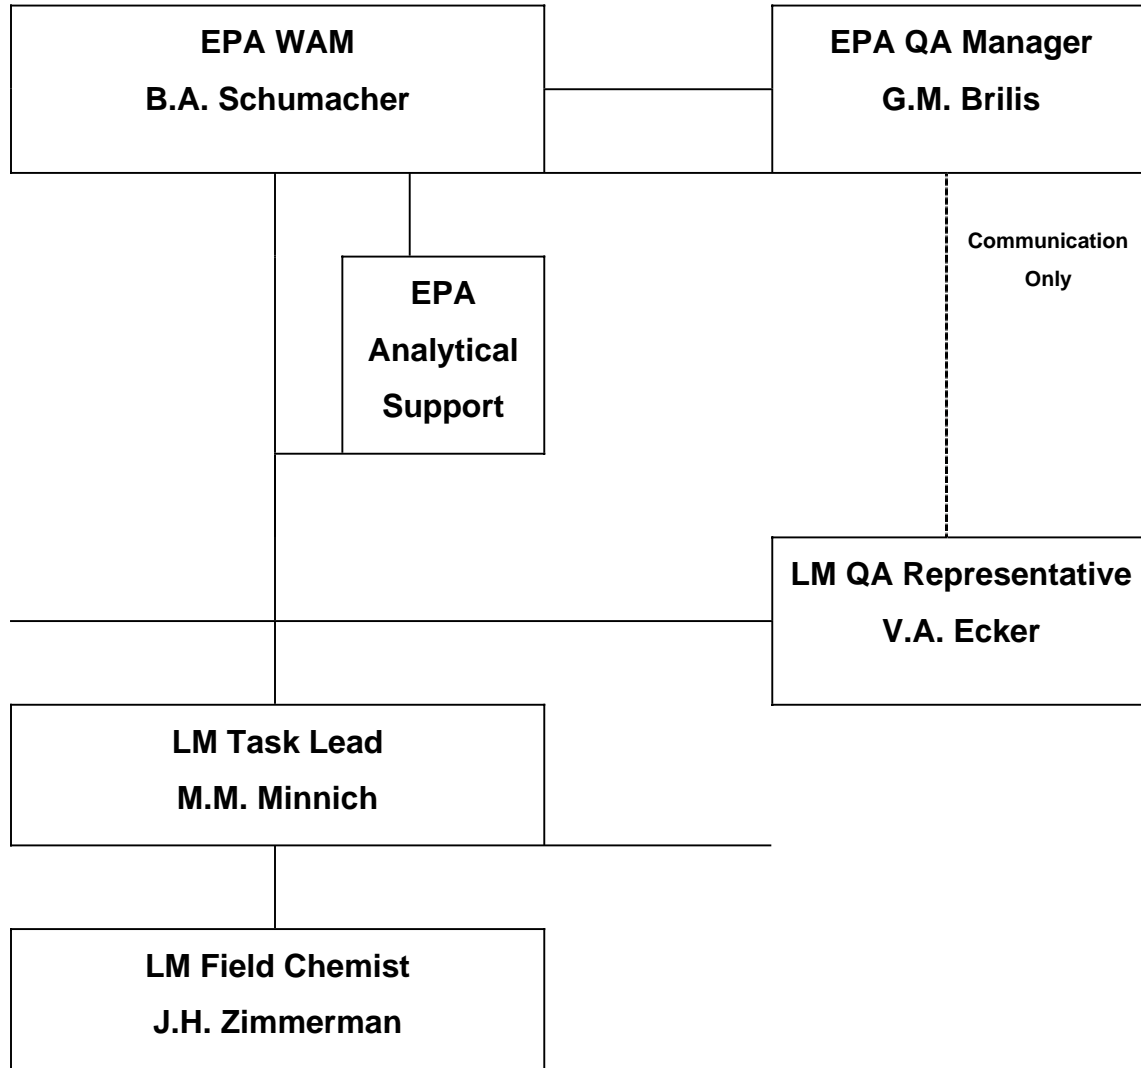 EPA WAM
B.A. Schumacher
EPA QA Manager
G.M. Brilis
Communication
Only
EPA
Analytical
Support
LM QA Representative
V.A. Ecker
LM Task Lead
M.M. Minnich
LM Field Chemist
J.H. Zimmerman